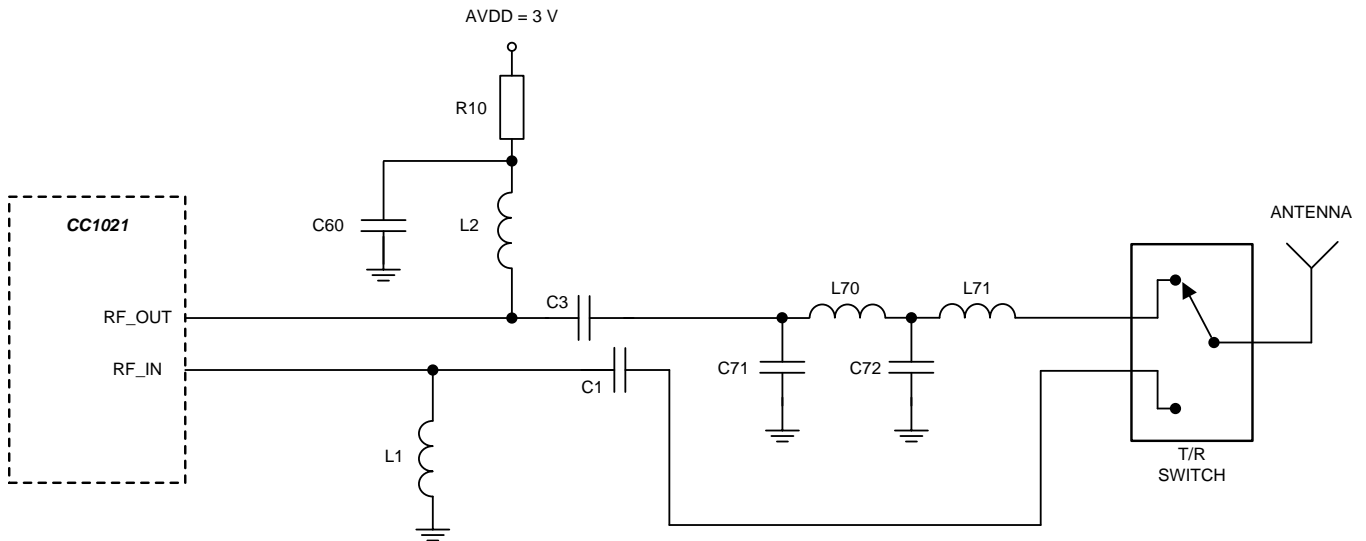 AVDD = 3 V
R10
CC1021
C60
L2
ANTENNA
RF_OUT
C3
L70
L71
RF_IN
C1
C71
C72
L1
T/R
SWITCH